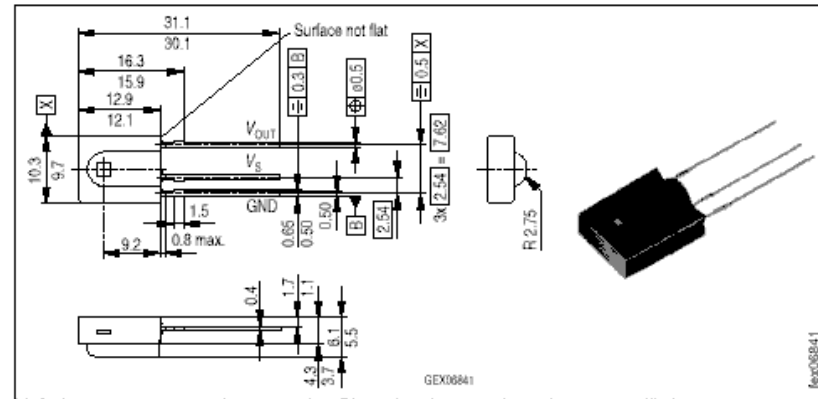 31.1
30.1
Surface not flat
16.3
15.9
12.9
12.1
X
10.3
9.7
V OUT
V S
GND
0.3 B
ø0.5
0.5 X
3x 2.54 = 7.62
2.54
B
0.50
0.65
0.50
1.5
0.8 max.
9.2
R 2.75
0.4
1.7
1.1
6.1
5.5
4.3
3.7
GEX06841
fex06841